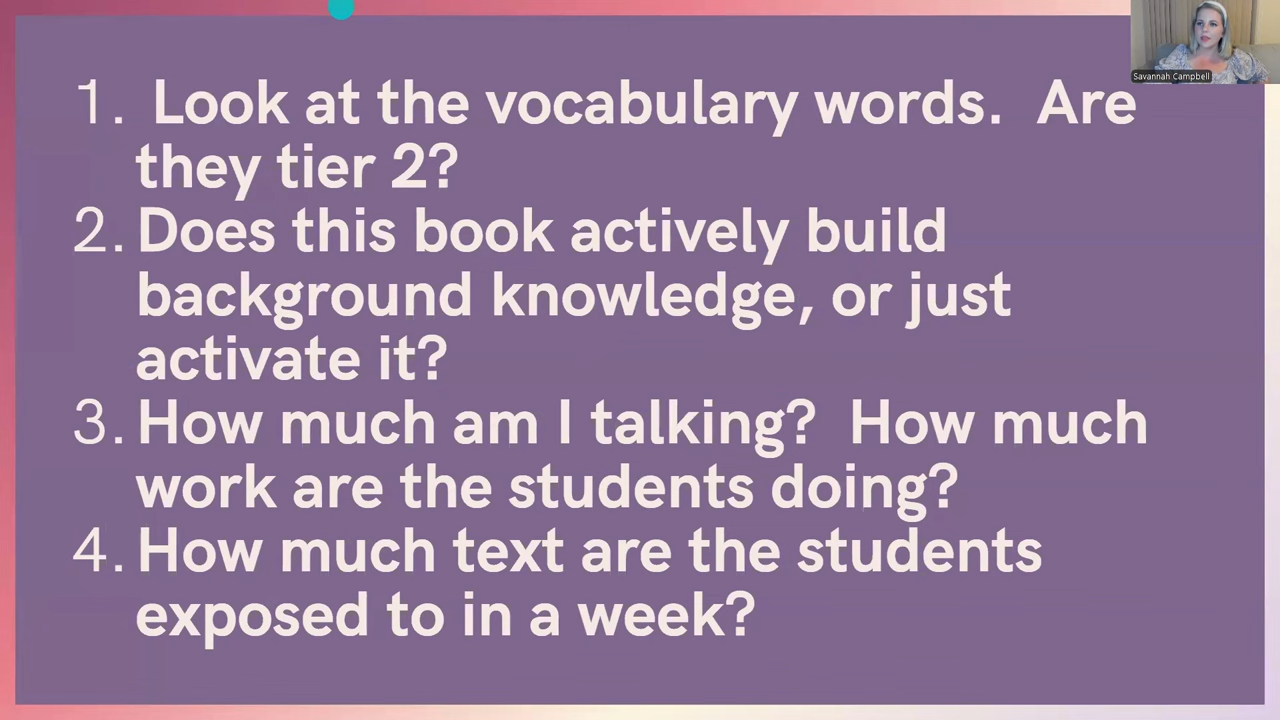 Savannah Campbell
1. Look at the vocabulary words. Are
they tier 2?
2. Does this book actively build
background knowledge, or just
activate it?
3. How much am I talking? How much
work are the students doing?
4. How much text are the students
exposed to in a week?